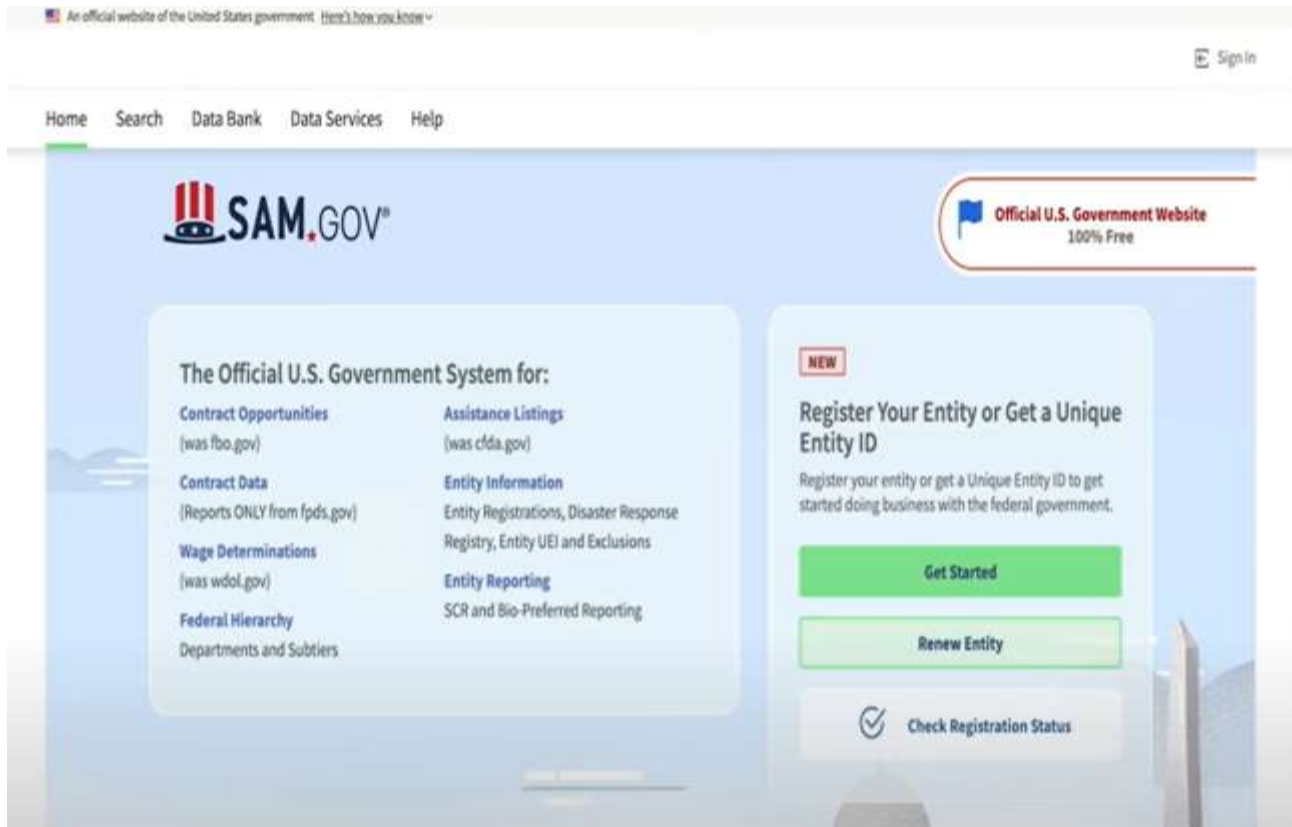 An official website of the United States government Here's how you know
Sign In
Home Search Data Bank Data Services Help
SAM.GOV®
Official U.S. Government Website
100% Free
The Official U.S. Government System for:
Contract Opportunities
(was fbo.gov)
Contract Data
(Reports ONLY from fpds.gov)
Wage Determinations
(was wdol.gov)
Federal Hierarchy
Departments and Subtiers
Assistance Listings
(was cfda.gov)
Entity Information
Entity Registrations, Disaster Response
Registry, Entity UEI and Exclusions
Entity Reporting
SCR and Bio-Preferred Reporting
NEW
Register Your Entity or Get a Unique
Entity ID
Register your entity or get a Unique Entity ID to get
started doing business with the federal government.
Get Started
Renew Entity
Check Registration Status